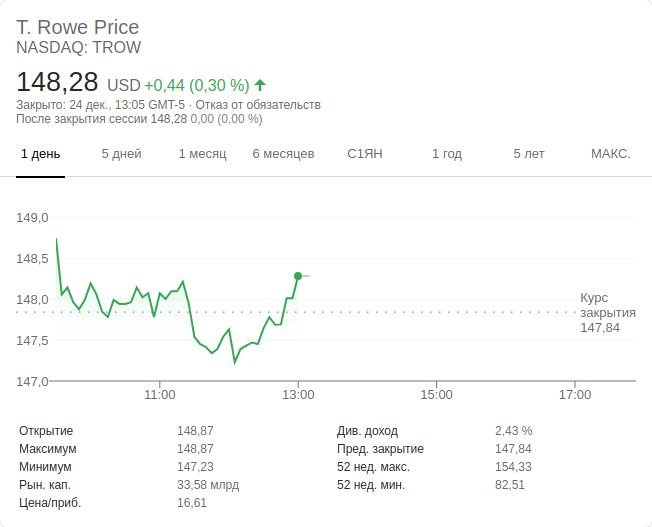 T. Rowe Price
NASDAQ: TROW
148,28 USD +0,44 (0,30 %)
Закрыто: 24 дек., 13:05 GMT-5 · Отказ от обязательств
После закрытия сессии 148,28 0,00 (0,00 %)
1 день 5 дней 1 месяц 6 месяцев С1ЯН 1 год 5 лет МАКС.
149,0
148,5
148,0
147,5
147,0
Курс
закрытия
147,84
11:00 13:00 15:00 17:00
Открытие 148,87
Максимум 148,87
Минимум 147,23
Рын. кап. 33,58 млрд
Цена/приб. 16,61
Див. доход 2,43 %
Пред. закрытие 147,84
52 нед. макс. 154,33
52 нед. мин. 82,51